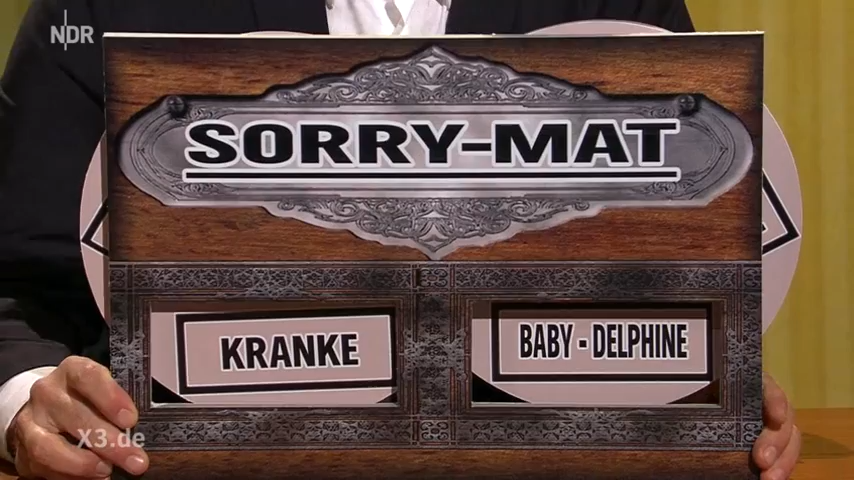 NDR
SORRY-MAT
KRANKE
BABY - DELPHINE
X3.de